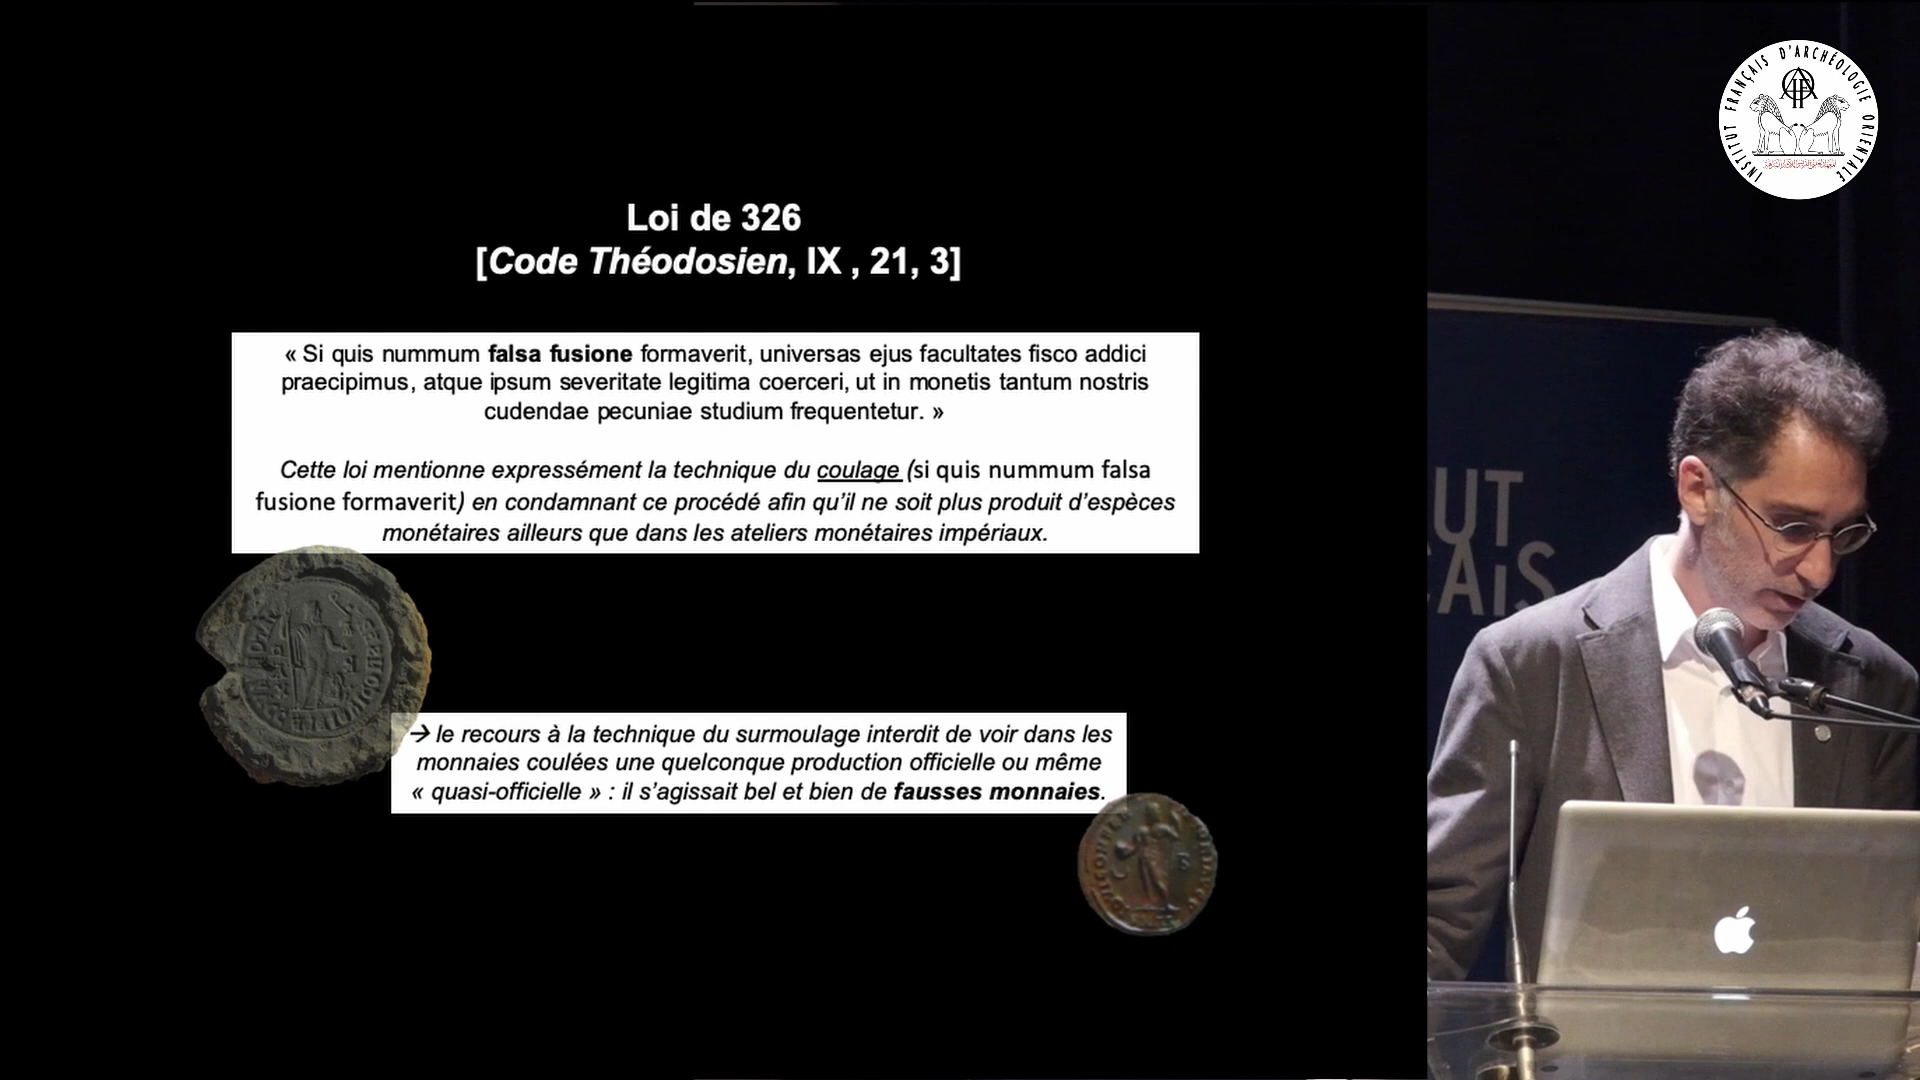 Loi de 326
[Code Théodosien, IX , 21, 3]
« Si quis nummum falsa fusione formaverit, universas ejus facultates fisco addici
praecipimus, atque ipsum severitate legitima coerceri, ut in monetis tantum nostris
cudendae pecuniae studium frequentetur. »
Cette loi mentionne expressément la technique du coulage (si quis nummum falsa
fusione formaverit) en condamnant ce procédé afin qu'il ne soit plus produit d'espèces
monétaires ailleurs que dans les ateliers monétaires impériaux.
→ le recours à la technique du surmoulage interdit de voir dans les
monnaies coulées une quelconque production officielle ou même
« quasi-officielle » : il s'agissait bel et bien de fausses monnaies.
INSTITUT FRANÇAIS D'ARCHÉOLOGIE ORIENTALE
UT
ÇAIS